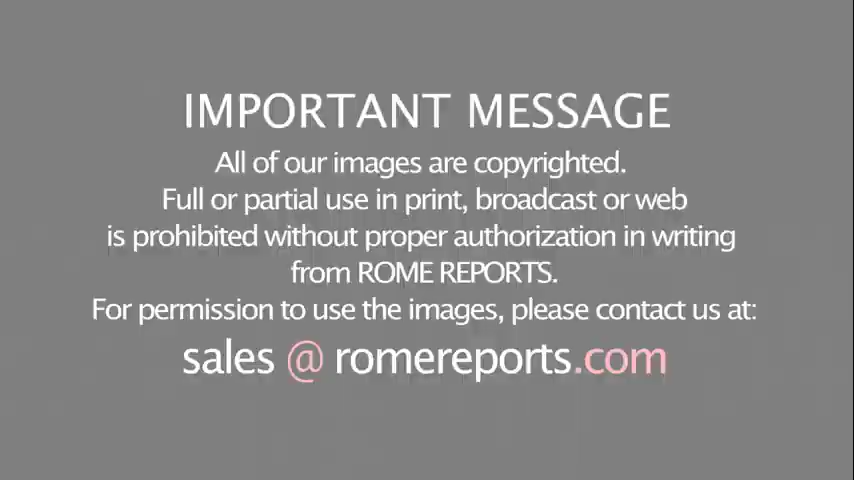 IMPORTANT MESSAGE
All of our images are copyrighted.
Full or partial use in print, broadcast or web
is prohibited without proper authorization in writing
from ROME REPORTS.
For permission to use the images, please contact us at:
sales @ romereports.com